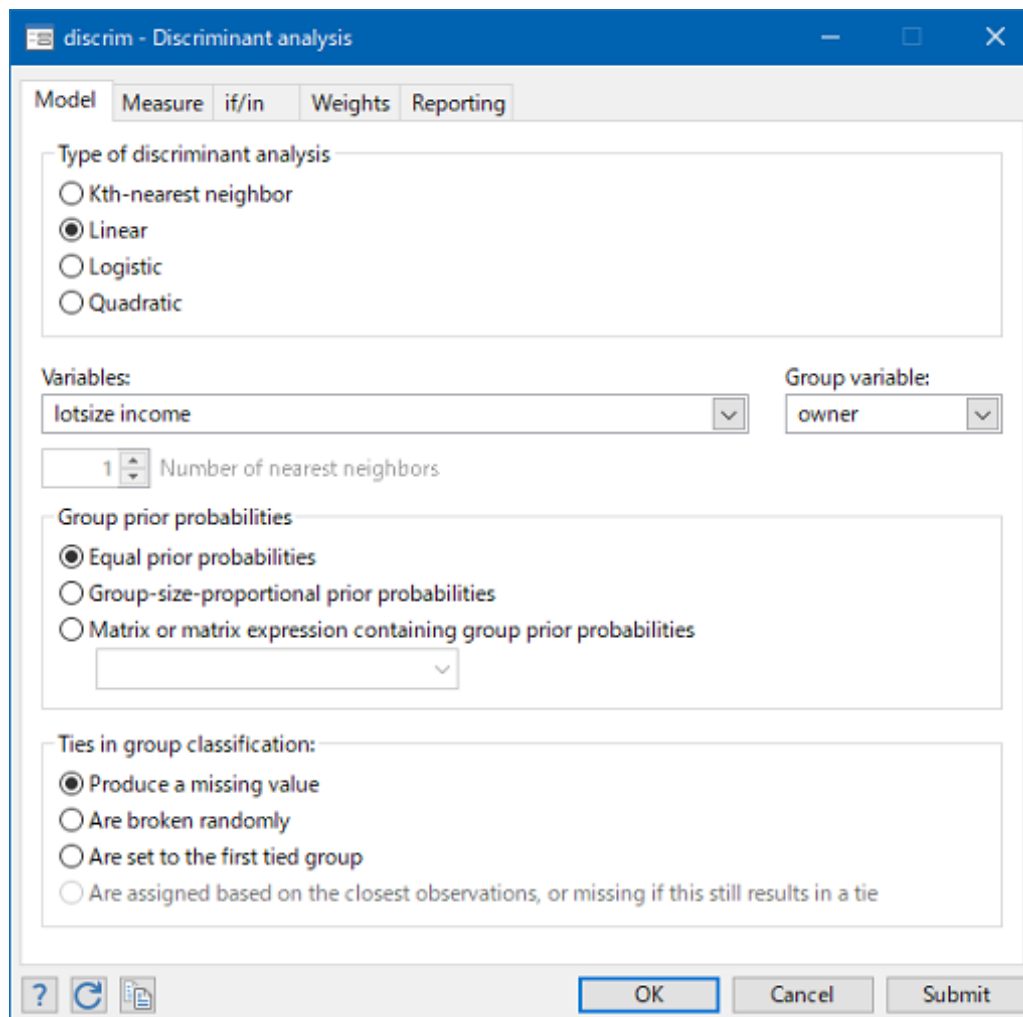 discrim - Discriminant analysis
Model Measure if/in Weights Reporting
Type of discriminant analysis
Kth-nearest neighbor
Linear
Logistic
Quadratic
Variables: Group variable:
lotsize income owner
1 Number of nearest neighbors
Group prior probabilities
Equal prior probabilities
Group-size-proportional prior probabilities
Matrix or matrix expression containing group prior probabilities
Ties in group classification:
Produce a missing value
Are broken randomly
Are set to the first tied group
Are assigned based on the closest observations, or missing if this still results in a tie
? OK Cancel Submit